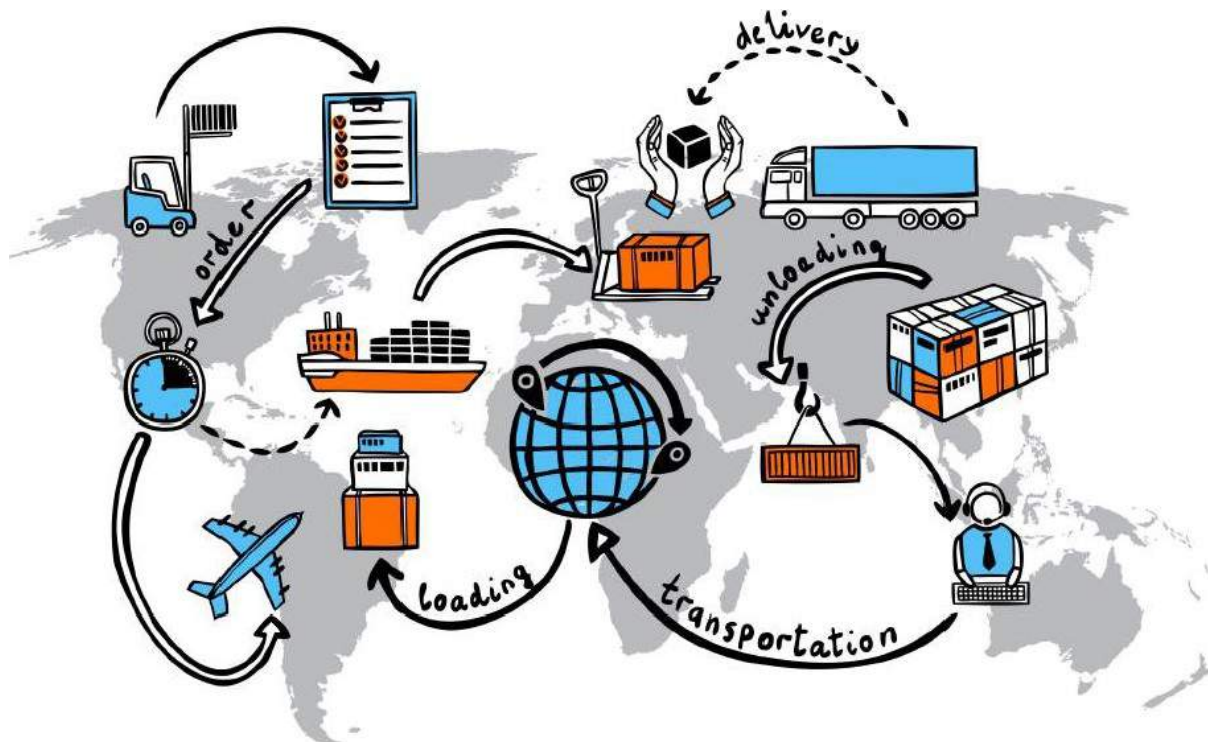 delivery
order
unloading
loading
transportation